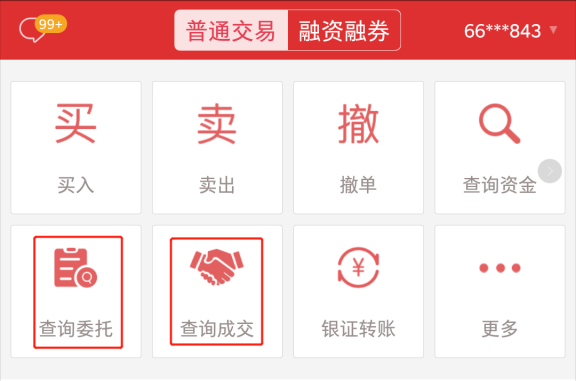 99+
普通交易 融资融券 66***843
买 卖 撤
买入 卖出 撤单 查询资金
¥
查询委托 查询成交 银证转账 更多